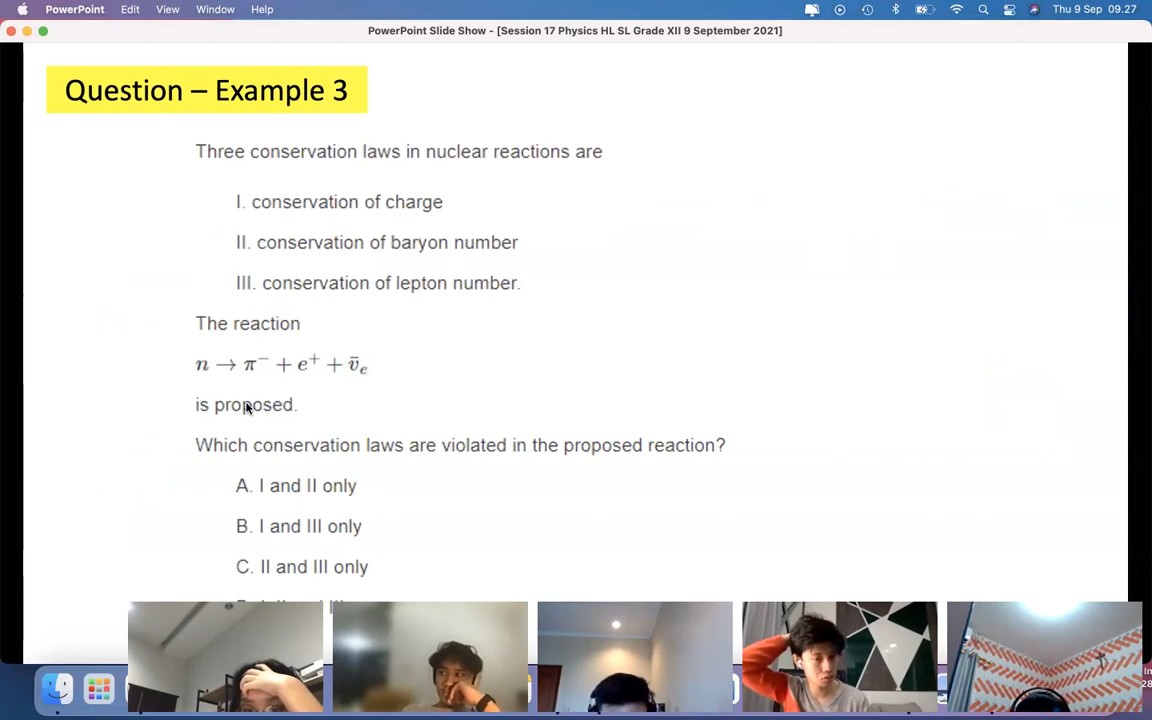 PowerPoint Edit View Window Help Thu 9 Sep 09.27
PowerPoint Slide Show - [Session 17 Physics HL SL Grade XII 9 September 2021]
Question – Example 3
Three conservation laws in nuclear reactions are
I. conservation of charge
II. conservation of baryon number
III. conservation of lepton number.
The reaction
n → π⁻ + e⁺ + v̄ₑ
is proposed.
Which conservation laws are violated in the proposed reaction?
A. I and II only
B. I and III only
C. II and III only